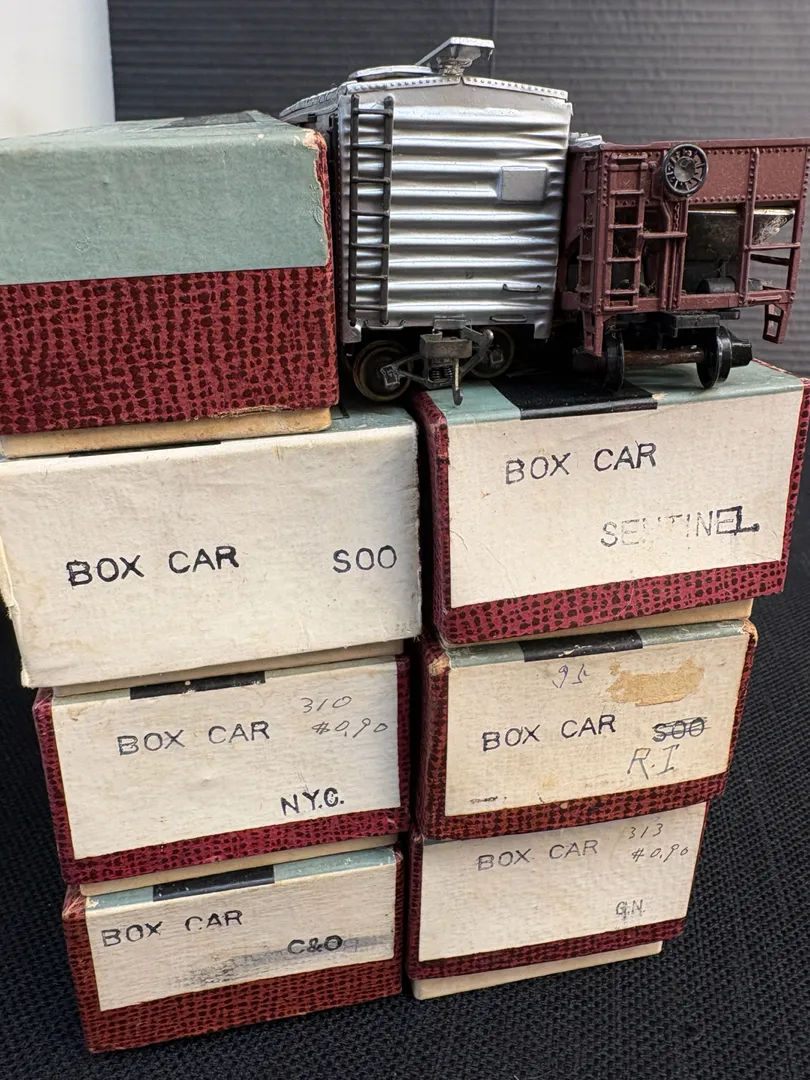 BOX CAR SOO
BOX CAR
SENTINEL
310
BOX CAR #0.90
N.Y.C.
95
BOX CAR SOO
R.I
BOX CAR
C&O
313
BOX CAR #0.90
G.N.